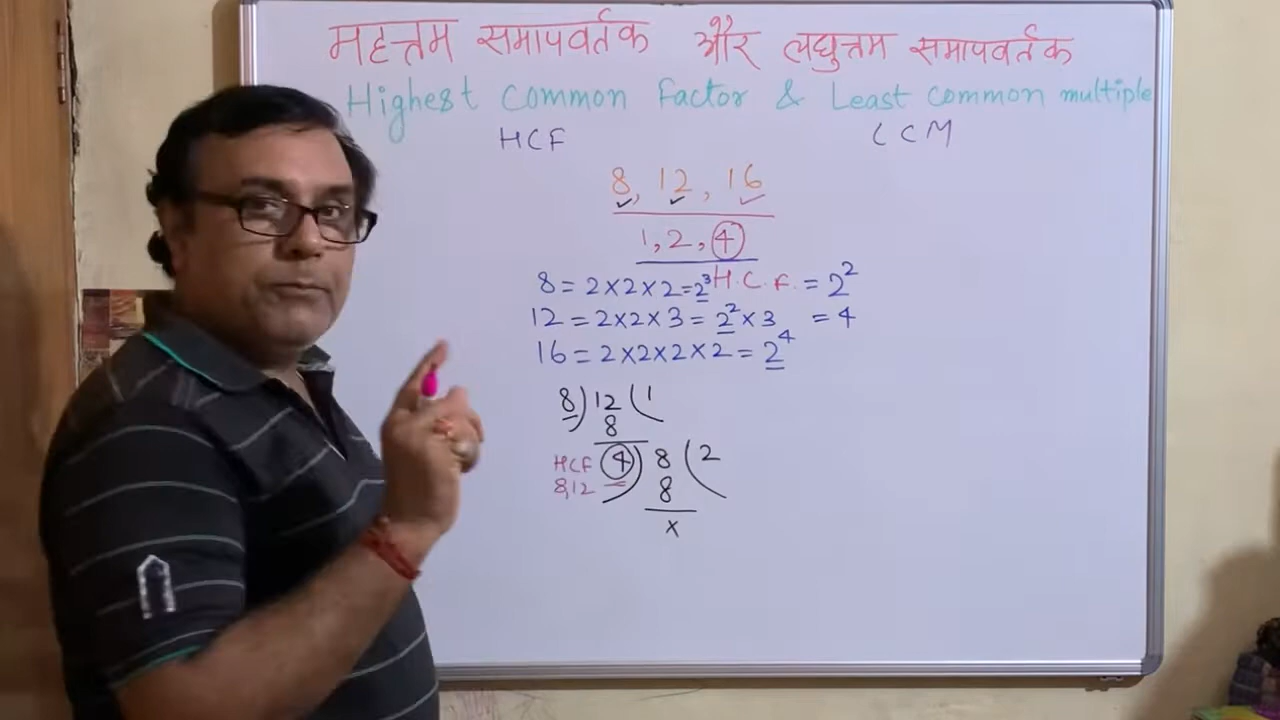 महत्तम समापवर्तक और लघुत्तम समापवर्तक
Highest Common Factor & Least Common multiple
HCF LCM
8, 12, 16
1, 2, 4
H.C.F. = 2²
8 = 2×2×2 = 2³
12 = 2×2×3 = 2² × 3 = 4
16 = 2×2×2×2 = 2⁴
8) 12 (1
8
HCF 4) 8 (2
8,12 8
x